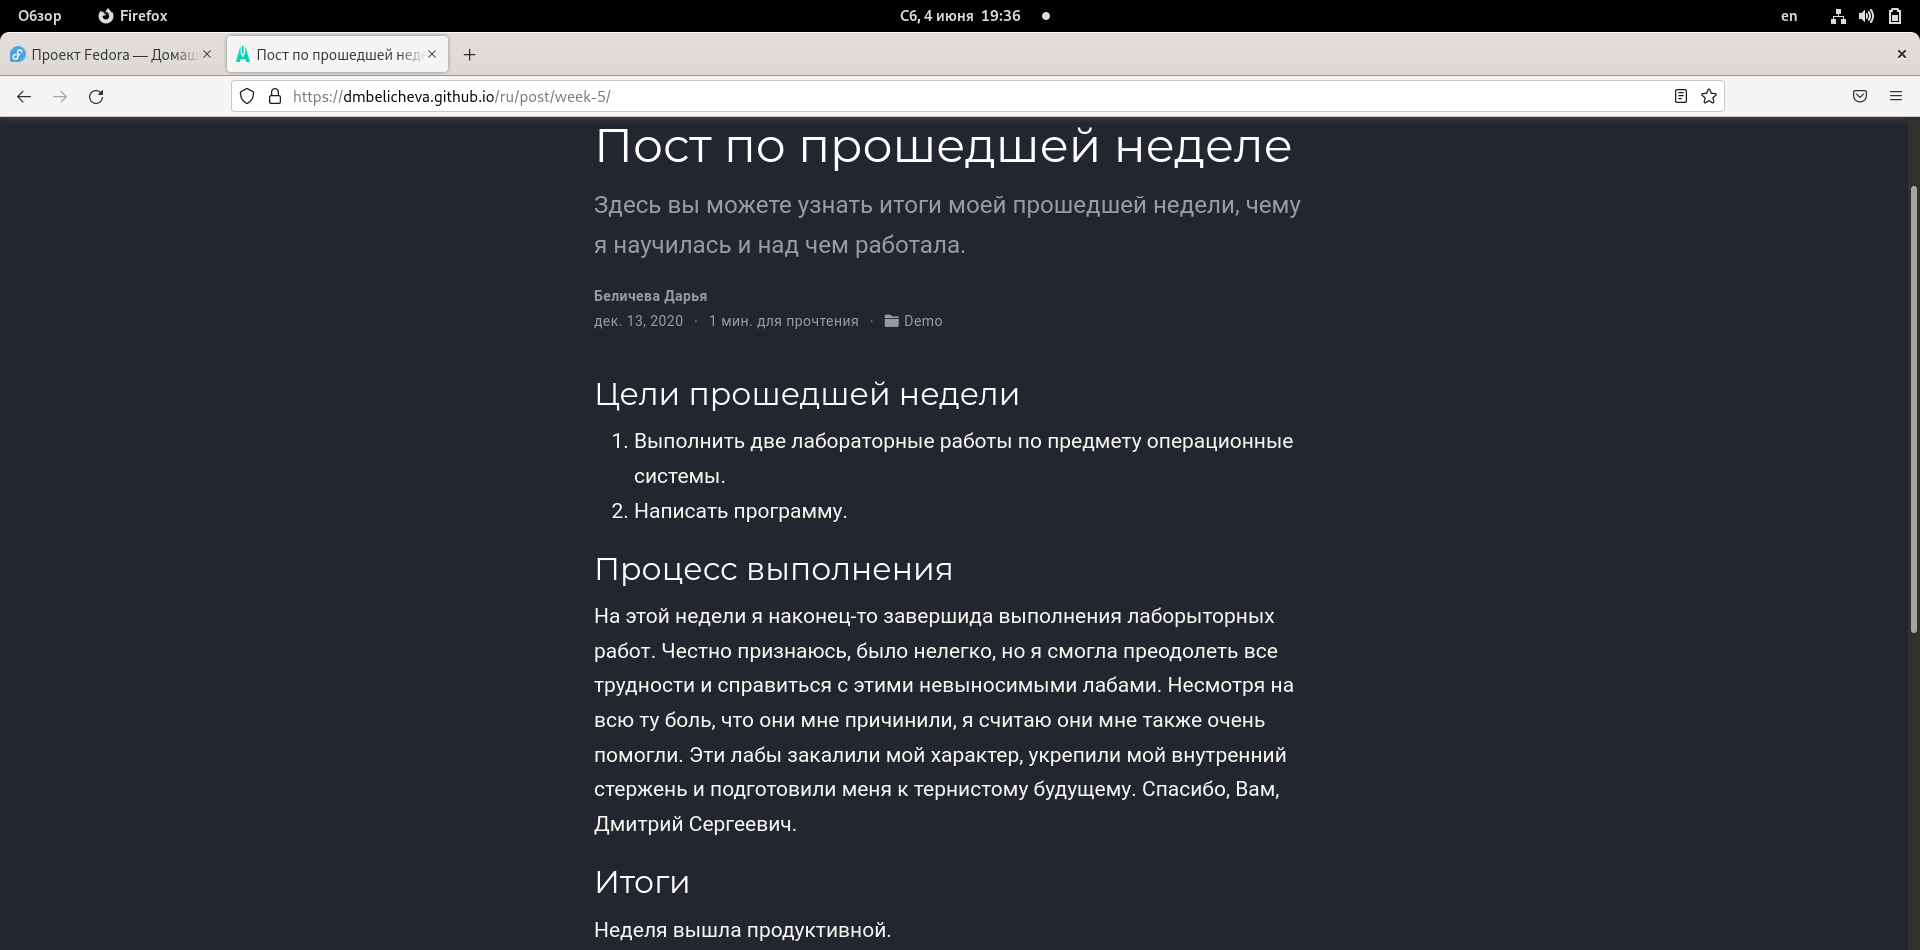 Обзор Firefox Сб, 4 июня 19:36 en
Проект Fedora — Домаш Пост по прошедшей неде
https://dmbelicheva.github.io/ru/post/week-5/
Пост по прошедшей неделе
Здесь вы можете узнать итоги моей прошедшей недели, чему
я научилась и над чем работала.
Беличева Дарья
дек. 13, 2020 · 1 мин. для прочтения · Demo
Цели прошедшей недели
1. Выполнить две лабораторные работы по предмету операционные
системы.
2. Написать программу.
Процесс выполнения
На этой недели я наконец-то завершида выполнения лаборыторных
работ. Честно признаюсь, было нелегко, но я смогла преодолеть все
трудности и справиться с этими невыносимыми лабами. Несмотря на
всю ту боль, что они мне причинили, я считаю они мне также очень
помогли. Эти лабы закалили мой характер, укрепили мой внутренний
стержень и подготовили меня к тернистому будущему. Спасибо, Вам,
Дмитрий Сергеевич.
Итоги
Неделя вышла продуктивной.